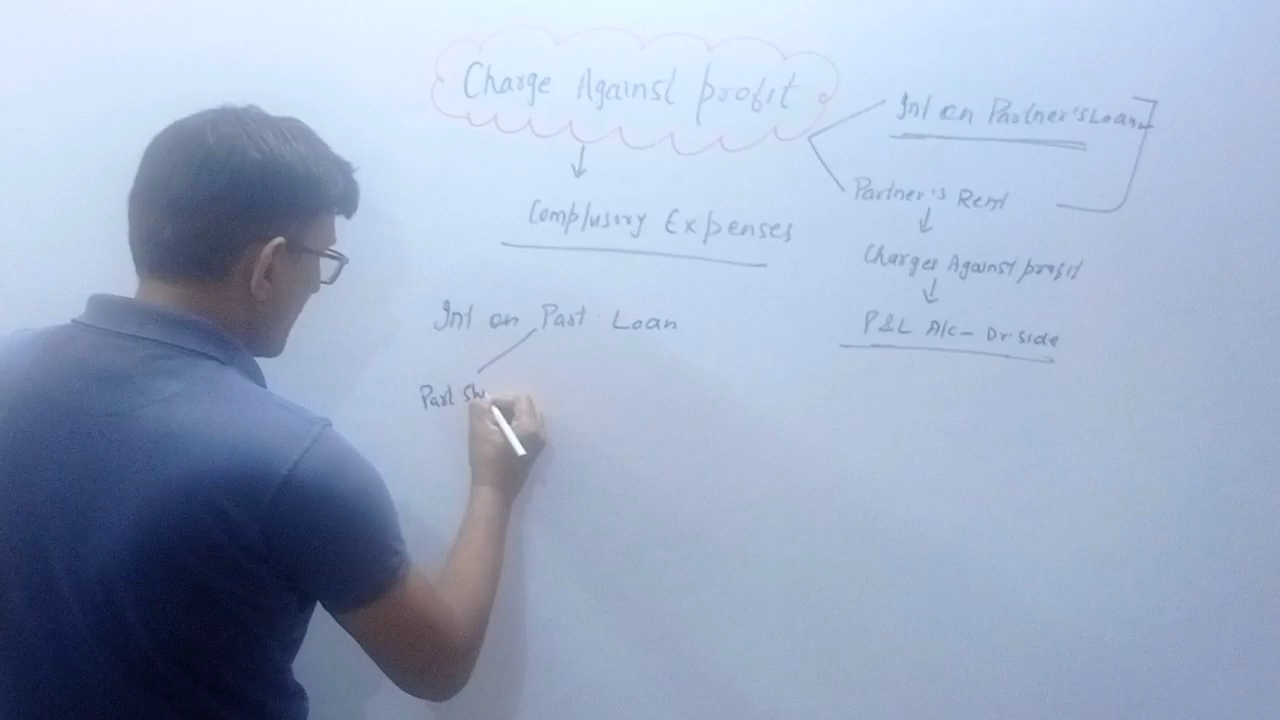 Charge Against profit
Int on Partner's Loan
Partner's Rent
Complusory Expenses
Charges Against profit
P&L A/c - Dr side
Int on Part Loan
Part